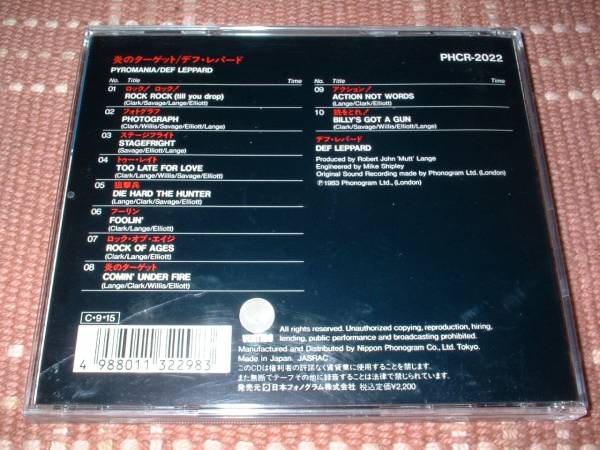 炎のターゲット/デフ・レパード
PYROMANIA/DEF LEPPARD
PHCR-2022
No. Title Time
01 ロック! ロック!
ROCK ROCK (till you drop)
(Clark/Savage/Lange/Elliott)
02 フォトグラフ
PHOTOGRAPH
(Clark/Willis/Savage/Elliott/Lange)
03 ステージフライト
STAGEFRIGHT
(Savage/Elliott/Lange)
04 トゥー・レイト
TOO LATE FOR LOVE
(Clark/Lange/Willis/Savage/Elliott)
05 狙撃兵
DIE HARD THE HUNTER
(Lange/Clark/Savage/Elliott)
06 フーリン
FOOLIN'
(Clark/Lange/Elliott)
07 ロック・オブ・エイジ
ROCK OF AGES
(Clark/Lange/Elliott)
08 炎のターゲット
COMIN' UNDER FIRE
(Lange/Clark/Willis/Elliott)
No. Title Time
09 アクション!
ACTION NOT WORDS
(Lange/Clark/Elliott)
10 銃をとれ!
BILLY'S GOT A GUN
(Clark/Willis/Savage/Elliott/Lange)
デフ・レパード
DEF LEPPARD
Produced by Robert John 'Mutt' Lange
Engineered by Mike Shipley
Original Sound Recording made by Phonogram Ltd. (London)
℗1983 Phonogram Ltd., (London)
C・9・15
4 988011 322983
VERTIGO
All rights reserved. Unauthorized copying, reproduction, hiring,
lending, public performance and broadcasting prohibited.
Manufactured and Distributed by Nippon Phonogram Co., Ltd. Tokyo.
Made in Japan. JASRAC
このCDは権利者の許諾なく賃貸業に使用することを禁じます。
また無断でテープその他に録音することは法律で禁じられています。
発売元 日本フォノグラム株式会社 税込定価¥2,200